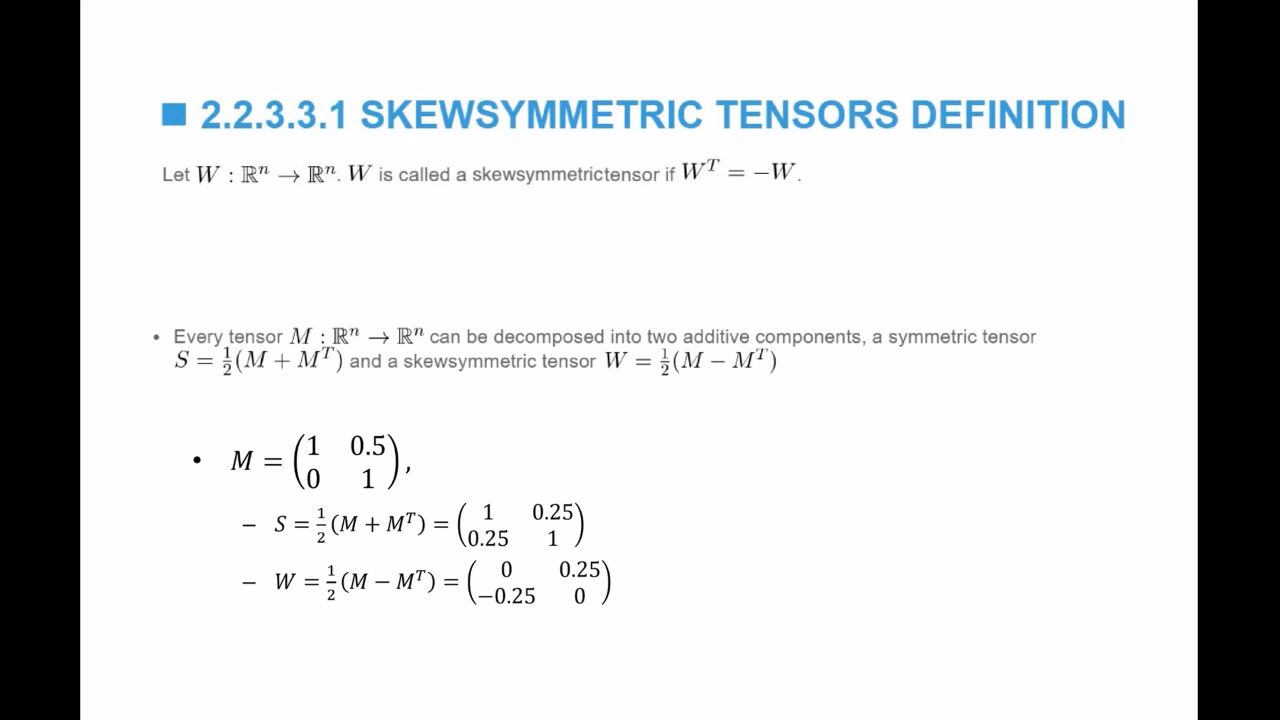 ■ 2.2.3.3.1 SKEWSYMMETRIC TENSORS DEFINITION
Let W : ℝⁿ → ℝⁿ. W is called a skewsymmetrictensor if Wᵀ = −W.
• Every tensor M : ℝⁿ → ℝⁿ can be decomposed into two additive components, a symmetric tensor
S = ½(M + Mᵀ) and a skewsymmetric tensor W = ½(M − Mᵀ)
• M = (1 0.5
0 1),
– S = ½(M + Mᵀ) = (1 0.25
0.25 1)
– W = ½(M − Mᵀ) = (0 0.25
−0.25 0)